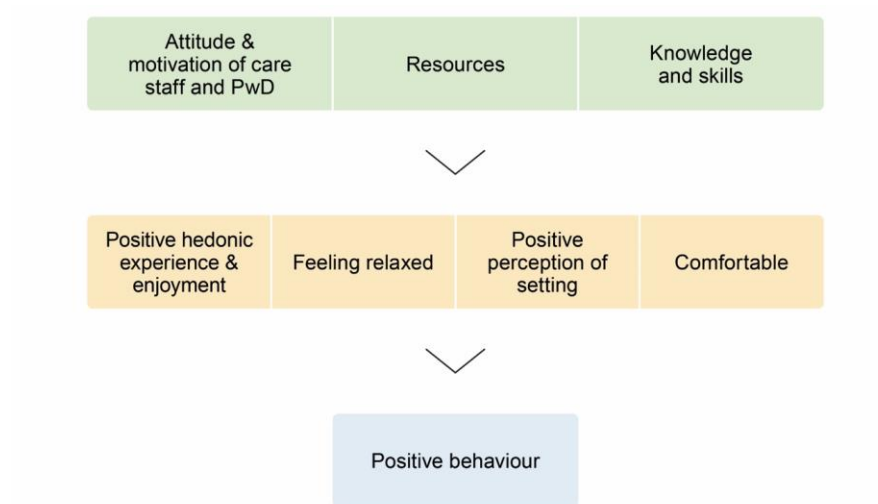 Attitude &
motivation of care
staff and PwD
Resources
Knowledge
and skills
Positive hedonic
experience &
enjoyment
Feeling relaxed
Positive
perception of
setting
Comfortable
Positive behaviour